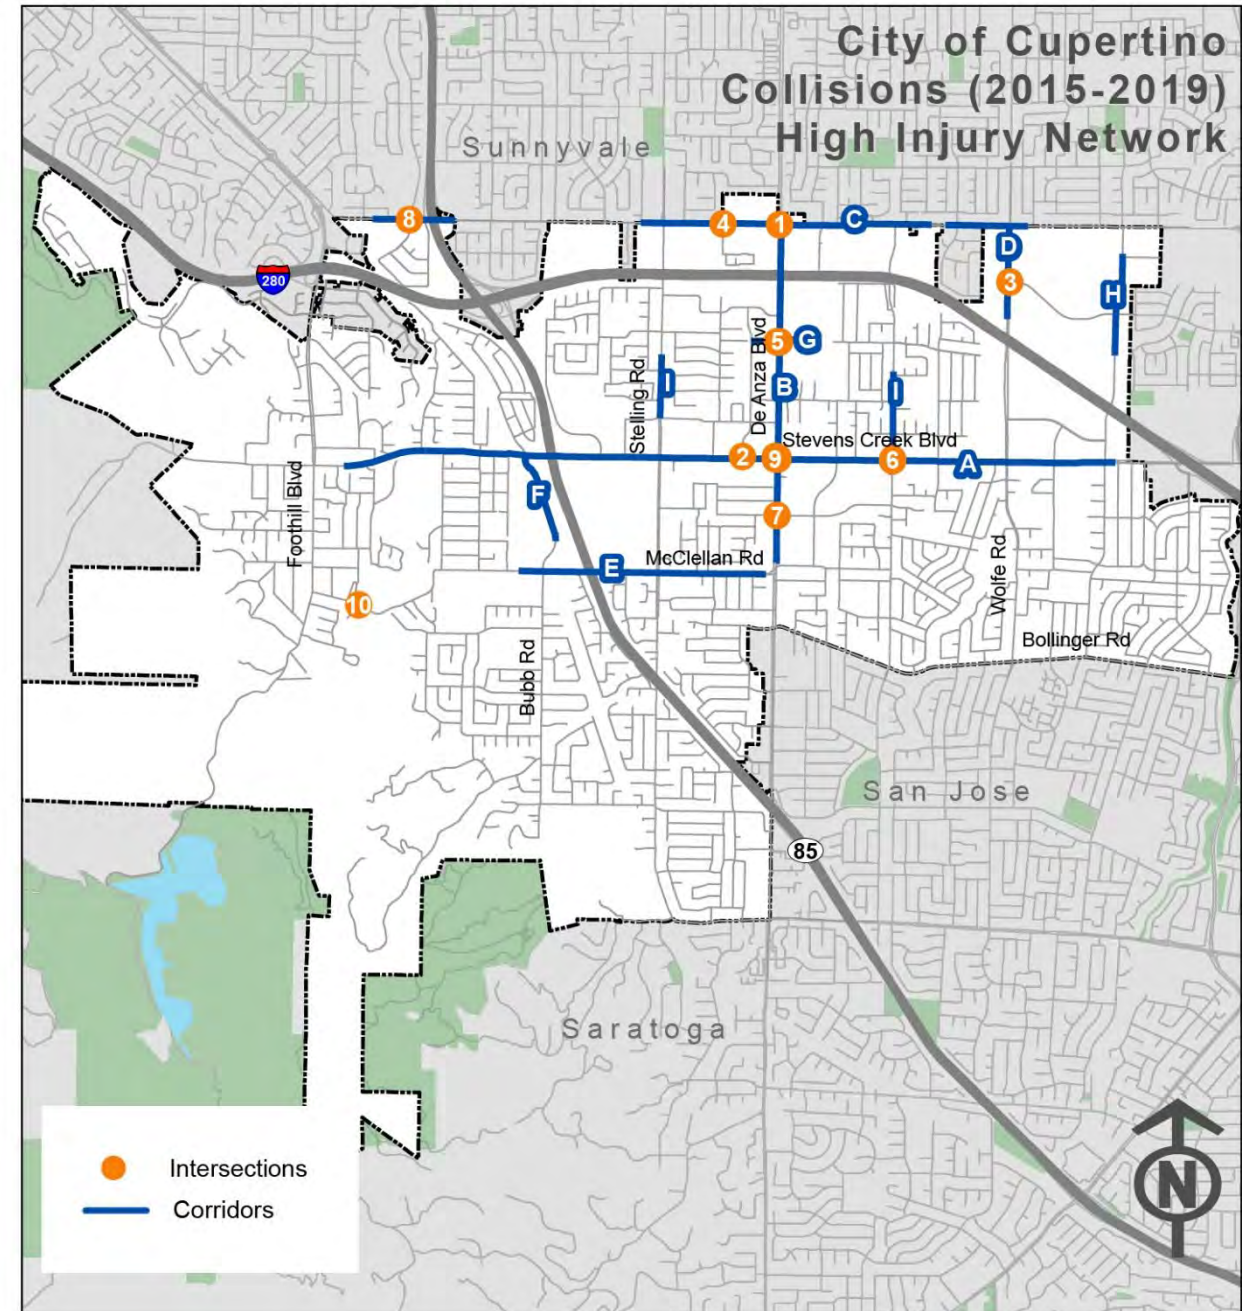 City of Cupertino
Collisions (2015-2019)
High Injury Network
Sunnyvale
8
4
1
C
D
3
280
H
5
G
De Anza Blvd
B
Stelling Rd
I
I
Stevens Creek Blvd
2
9
6
A
F
Foothill Blvd
7
McClellan Rd
E
Wolfe Rd
10
Bollinger Rd
Bubb Rd
San Jose
85
Saratoga
Intersections
Corridors
N